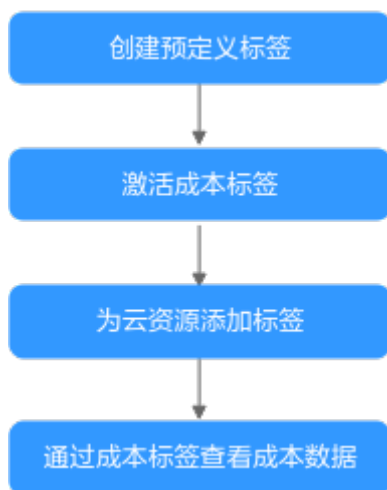 创建预定义标签
激活成本标签
为云资源添加标签
通过成本标签查看成本数据